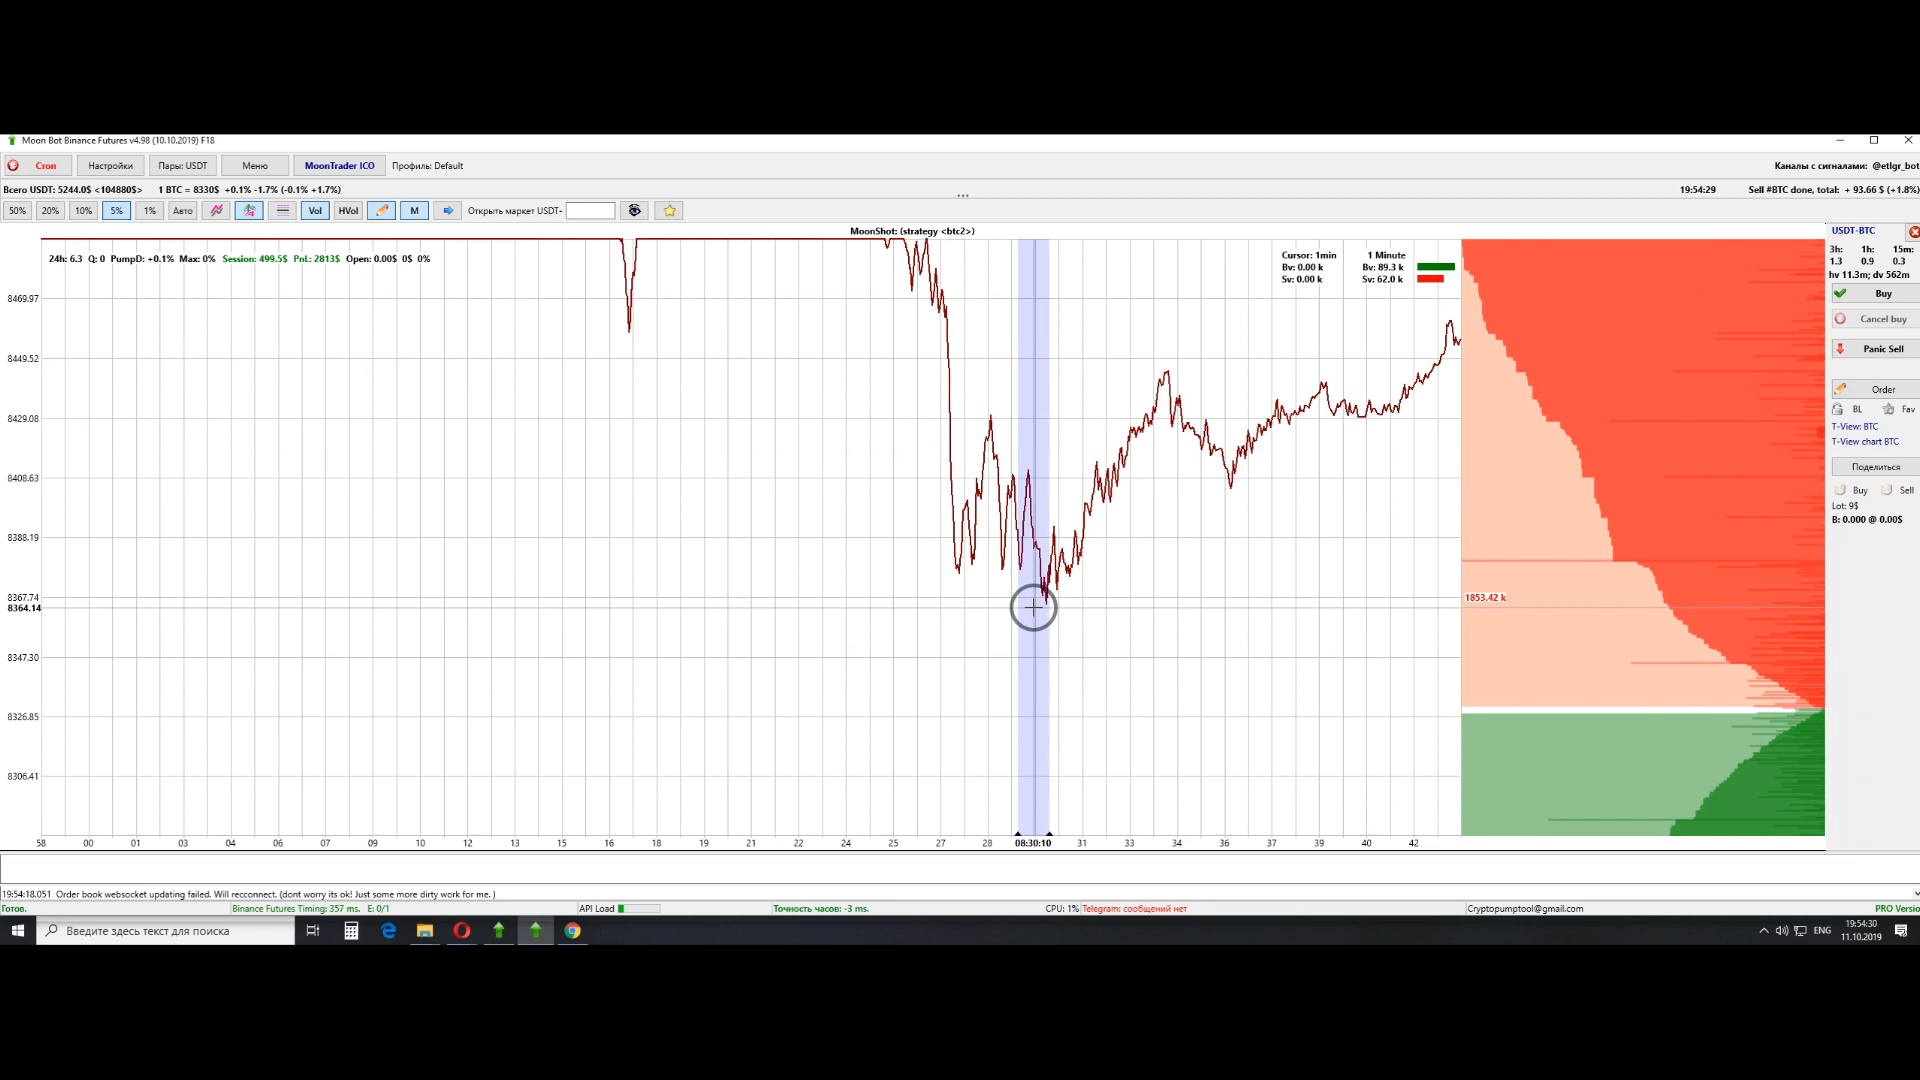 Moon Bot Binance Futures v4.98 (10.10.2019) F18
Стоп Настройки Пары: USDT Меню MoonTrader ICO Профиль: Default Каналы с сигналами: @etlgr_bot
Всего USDT: 5244.0$ <104880$> 1 BTC = 8330$ +0.1% -1.7% (-0.1% +1.7%) ... 19:54:29 Sell #BTC done, total: + 93.66 $ (+1.8%)
50% 20% 10% 5% 1% Авто Vol HVol M Открыть маркет USDT-
MoonShot: (strategy <btc2>)
24h: 6.3 Q: 0 PumpD: +0.1% Max: 0% Session: 499.5$ PnL: 2813$ Open: 0.00$ 0$ 0%
Cursor: 1min 1 Minute
Bv: 0.00 k Bv: 89.3 k
Sv: 0.00 k Sv: 62.0 k
8469.97
8449.52
8429.08
8408.63
8388.19
8367.74
8364.14
8347.30
8326.85
8306.41
1853.42 k
58 00 01 03 04 06 07 09 10 12 13 15 16 18 19 21 22 24 25 27 28 08:30:10 31 33 34 36 37 39 40 42
USDT-BTC
3h: 1h: 15m:
1.3 0.9 0.3
hv 11.3m; dv 562m
Buy
Cancel buy
Panic Sell
Order
BL Fav
T-View: BTC
T-View chart BTC
Поделиться
Buy Sell
Lot: 9$
B: 0.000 @ 0.00$
19:54:18.051 Order book websocket updating failed. Will recconnect. (dont worry its ok! Just some more dirty work for me. )
Готов. Binance Futures Timing: 357 ms. E: 0/1 API Load Точность часов: -3 ms. CPU: 1% Telegram: сообщений нет Cryptopumptool@gmail.com PRO Versio
Введите здесь текст для поиска
ENG
19:54:30
11.10.2019